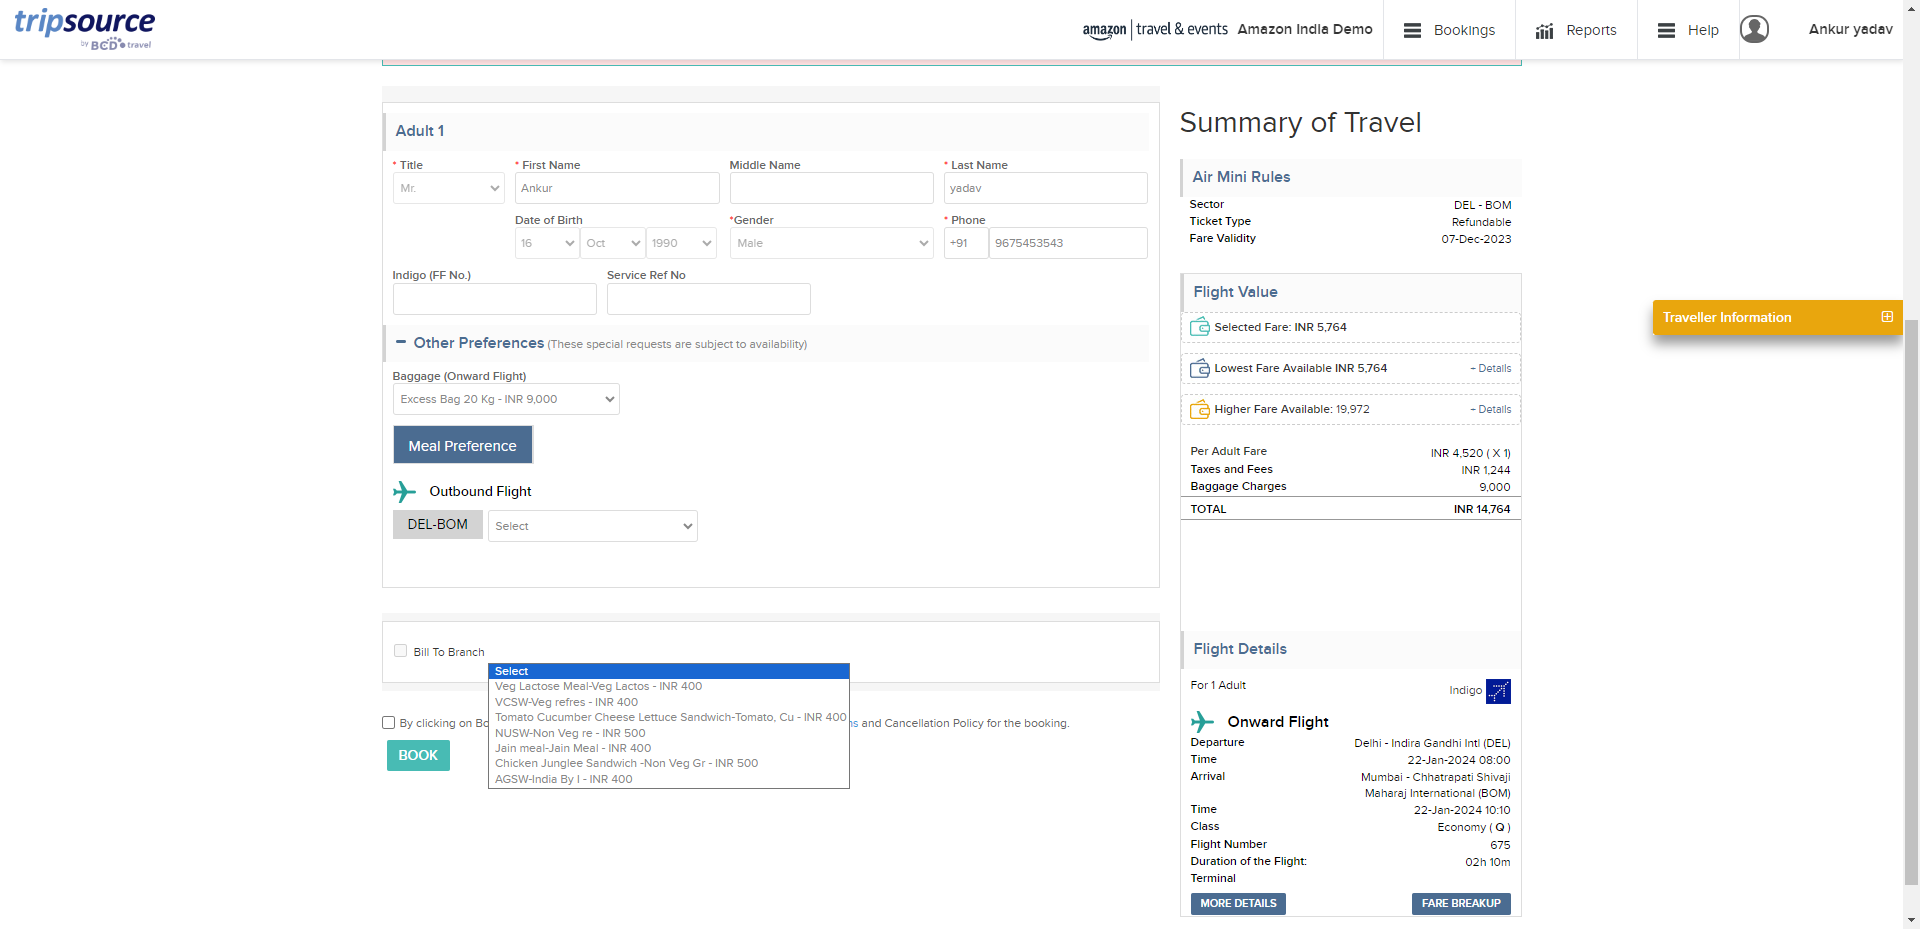 tripsource
by BCD travel
amazon | travel & events Amazon India Demo
Bookings
Reports
Help
Ankur yadav
Adult 1
* Title
* First Name
Middle Name
* Last Name
Mr.
Ankur
yadav
Date of Birth
*Gender
* Phone
16
Oct
1990
Male
+91
9675453543
Indigo (FF No.)
Service Ref No
Other Preferences (These special requests are subject to availability)
Baggage (Onward Flight)
Excess Bag 20 Kg - INR 9,000
Meal Preference
Outbound Flight
DEL-BOM
Select
Bill To Branch
Select
Veg Lactose Meal-Veg Lactos - INR 400
VCSW-Veg refres - INR 400
Tomato Cucumber Cheese Lettuce Sandwich-Tomato, Cu - INR 400
NUSW-Non Veg re - INR 500
Jain meal-Jain Meal - INR 400
Chicken Junglee Sandwich -Non Veg Gr - INR 500
AGSW-India By I - INR 400
By clicking on Bo
ns and Cancellation Policy for the booking.
BOOK
Summary of Travel
Air Mini Rules
Sector DEL - BOM
Ticket Type Refundable
Fare Validity 07-Dec-2023
Flight Value
Selected Fare: INR 5,764
Lowest Fare Available INR 5,764 + Details
Higher Fare Available: 19,972 + Details
Per Adult Fare INR 4,520 ( X 1)
Taxes and Fees INR 1,244
Baggage Charges 9,000
TOTAL INR 14,764
Flight Details
For 1 Adult Indigo
Onward Flight
Departure Delhi - Indira Gandhi Intl (DEL)
Time 22-Jan-2024 08:00
Arrival Mumbai - Chhatrapati Shivaji
Maharaj International (BOM)
Time 22-Jan-2024 10:10
Class Economy ( Q )
Flight Number 675
Duration of the Flight: 02h 10m
Terminal
MORE DETAILS
FARE BREAKUP
Traveller Information